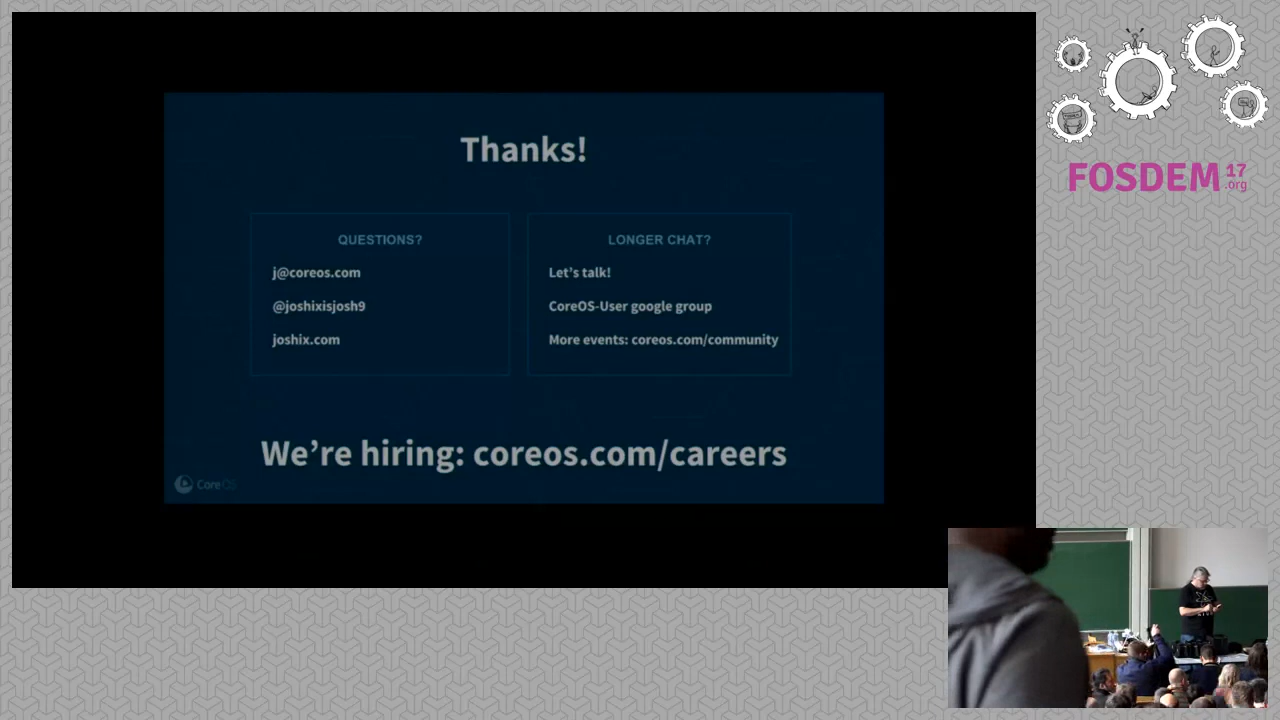 Thanks!
QUESTIONS?
j@coreos.com
@joshixisjosh9
joshix.com
LONGER CHAT?
Let's talk!
CoreOS-User google group
More events: coreos.com/community
We're hiring: coreos.com/careers
CoreOS
FOSDEM 17
.org